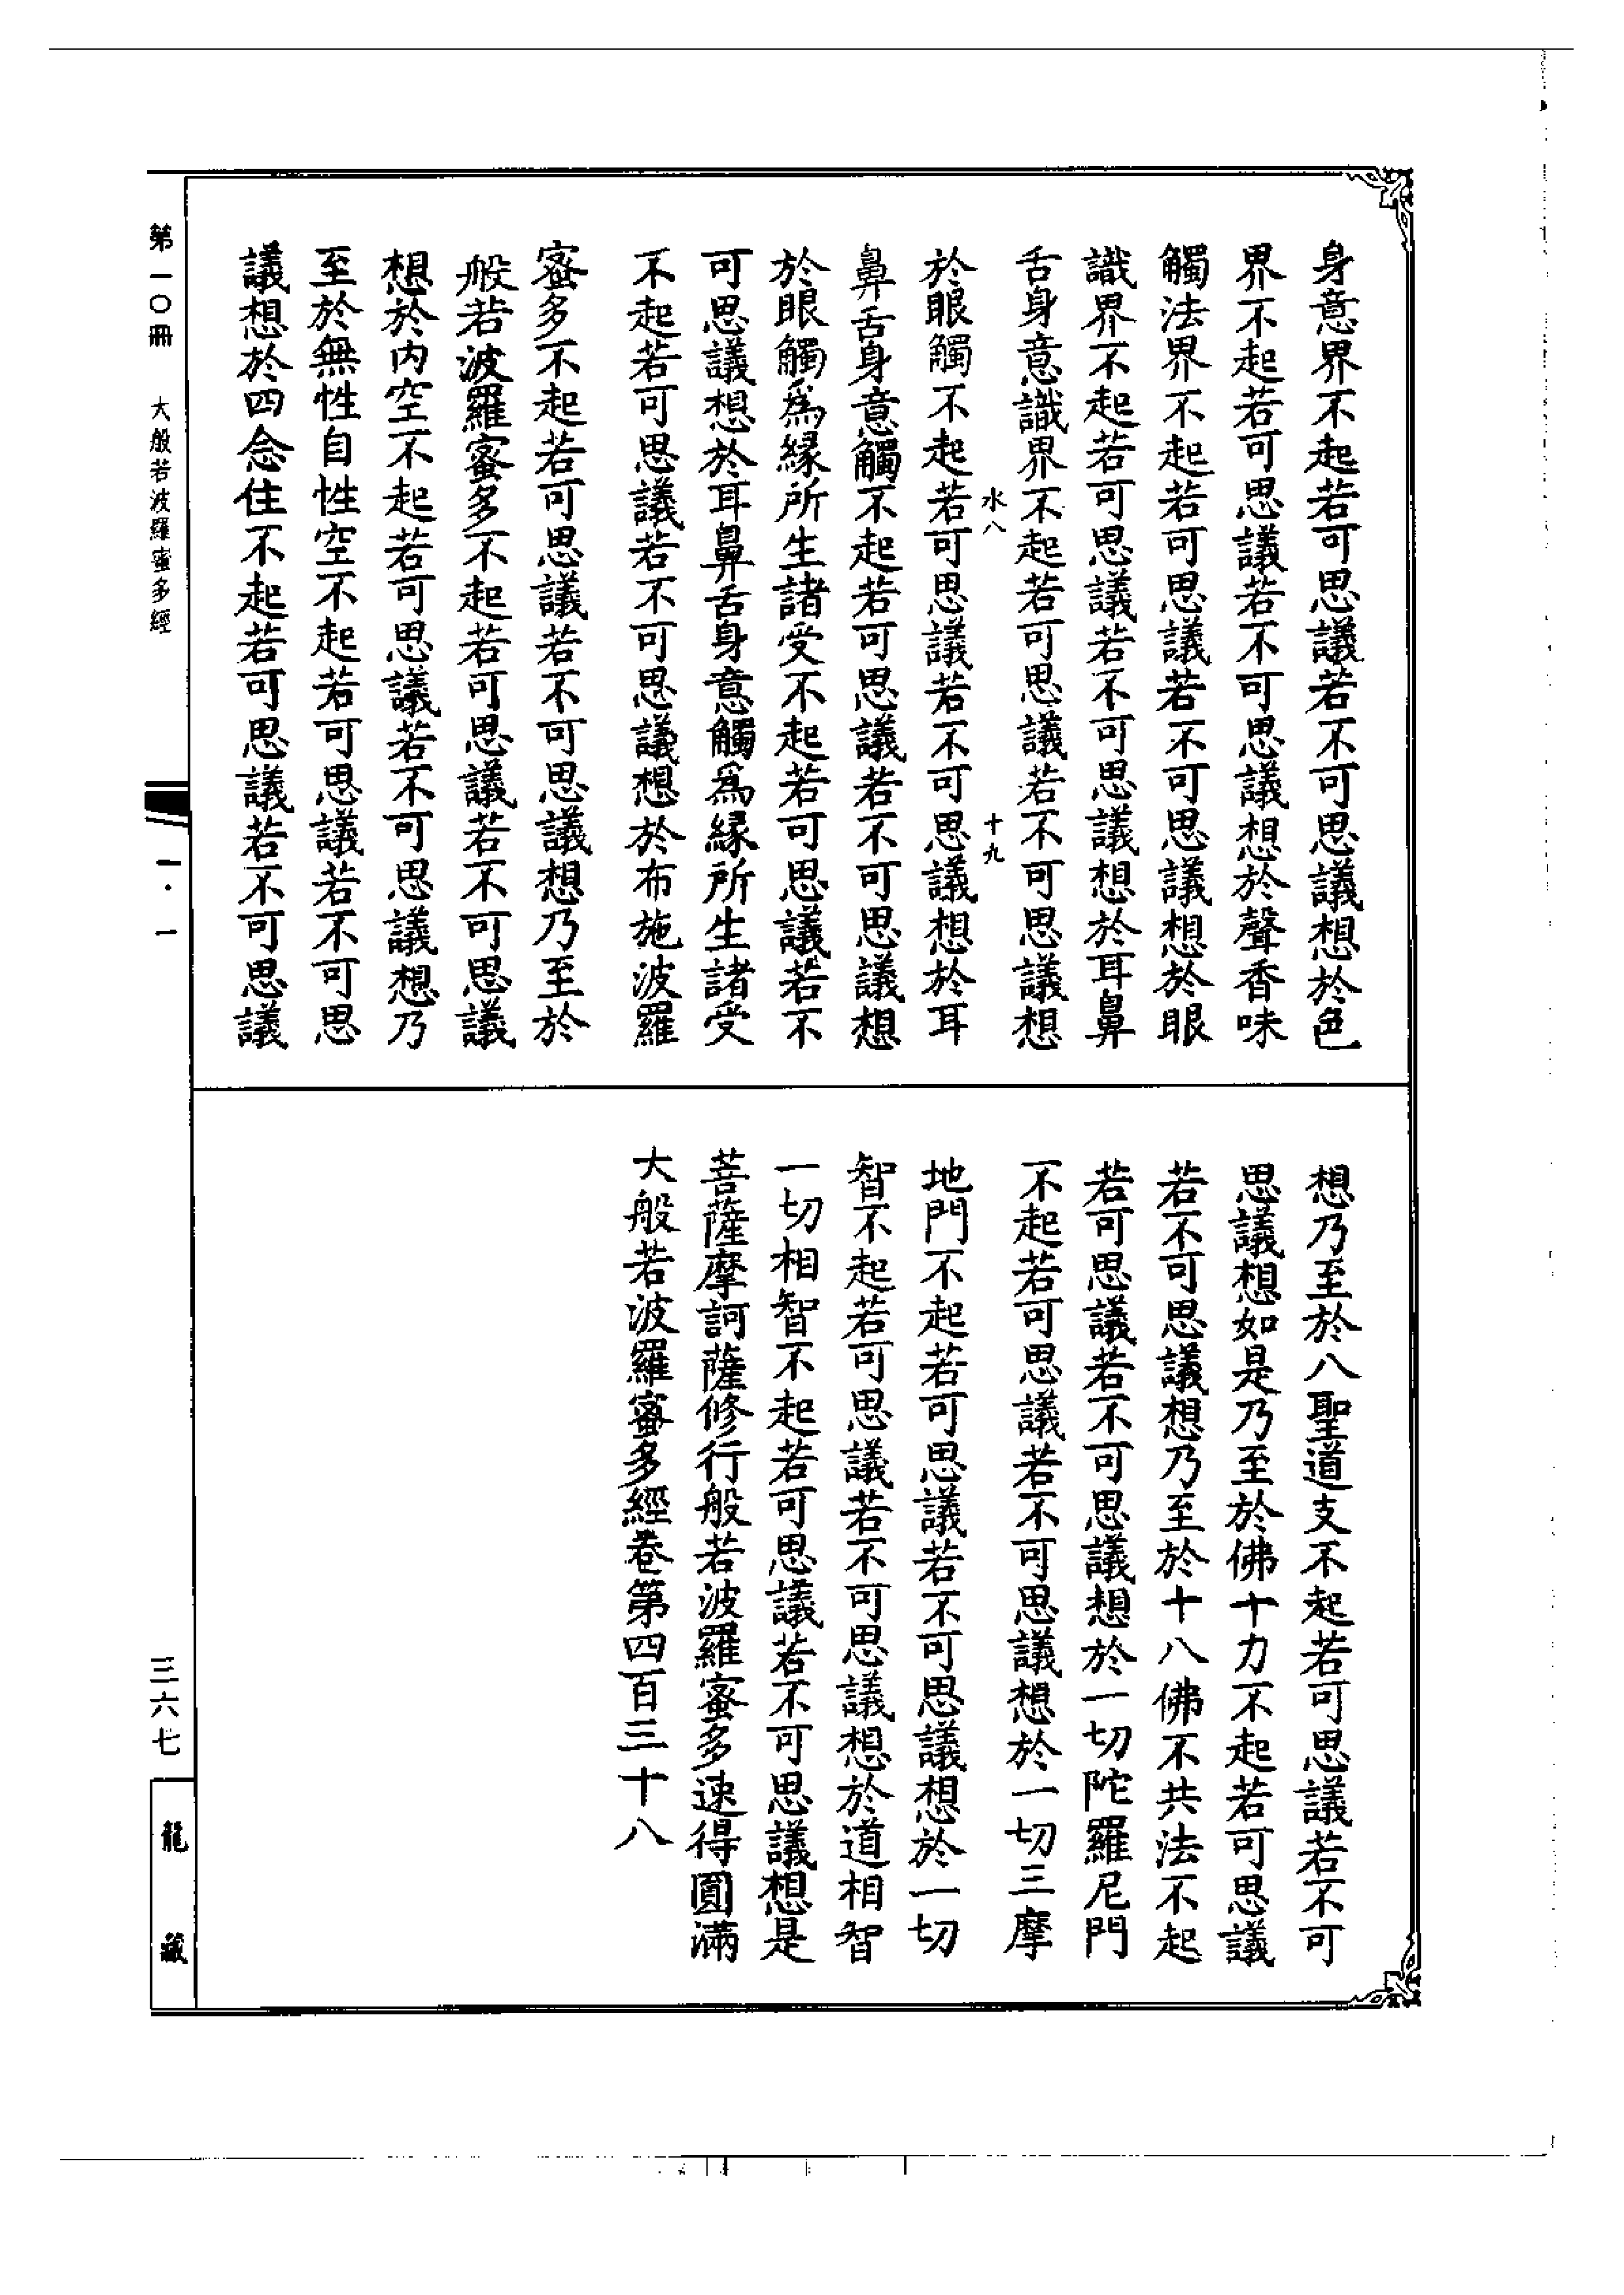 身意界不起若可思議若不可思議想於色
界不起若可思議若不可思議想於聲香味
觸法界不起若可思議若不可思議想於眼
識界不起若可思議若不可思議想於耳鼻
舌身意識界不起若可思議若不可思議想
水八 十九
於眼觸不起若可思議若不可思議想於耳
鼻舌身意觸不起若可思議若不可思議想
於眼觸爲緣所生諸受不起若可思議若不
可思議想於耳鼻舌身意觸爲緣所生諸受
不起若可思議若不可思議想於布施波羅
蜜多不起若可思議若不可思議想乃至於
般若波羅蜜多不起若可思議若不可思議
想於內空不起若可思議若不可思議想乃
至於無性自性空不起若可思議若不可思
議想於四念住不起若可思議若不可思議
想乃至於八聖道支不起若可思議若不可
思議想如是乃至於佛十力不起若可思議
若不可思議想乃至於十八佛不共法不起
若可思議若不可思議想於一切陀羅尼門
不起若可思議若不可思議想於一切三摩
地門不起若可思議若不可思議想於一切
智不起若可思議若不可思議想於道相智
一切相智不起若可思議若不可思議想是
菩薩摩訶薩修行般若波羅蜜多速得圓滿
大般若波羅蜜多經卷第四百三十八
第一〇冊 大般若波羅蜜多經
一·一
三六七
龍藏